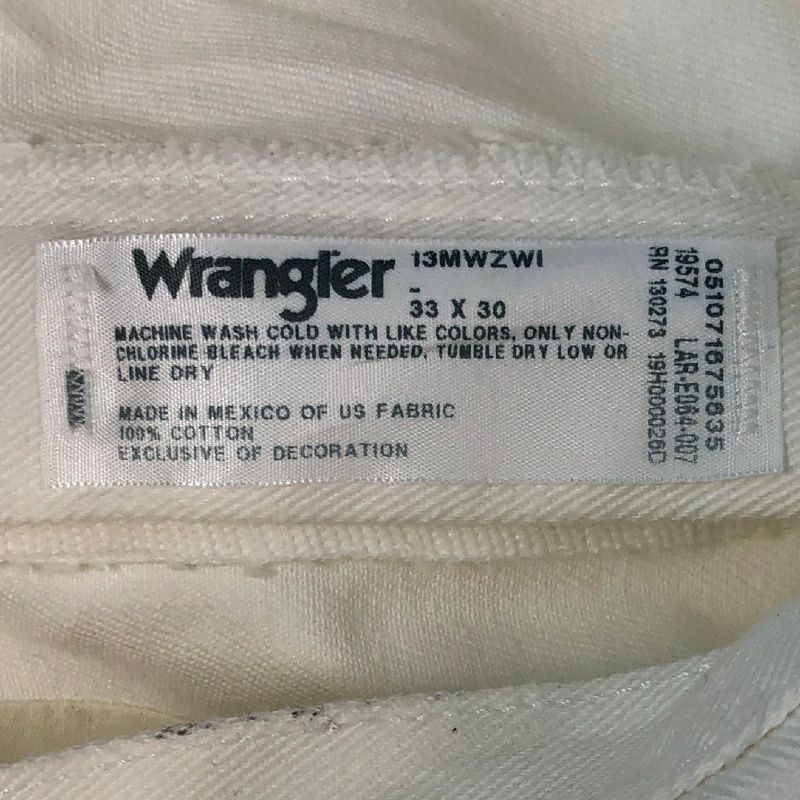 Wrangler
13MWZWI
-
33 X 30
MACHINE WASH COLD WITH LIKE COLORS, ONLY NON-
CHLORINE BLEACH WHEN NEEDED, TUMBLE DRY LOW OR
LINE DRY
MADE IN MEXICO OF US FABRIC
100% COTTON
EXCLUSIVE OF DECORATION
051071675635
19574 LAR-E064-007
RN 130273 19H000026D